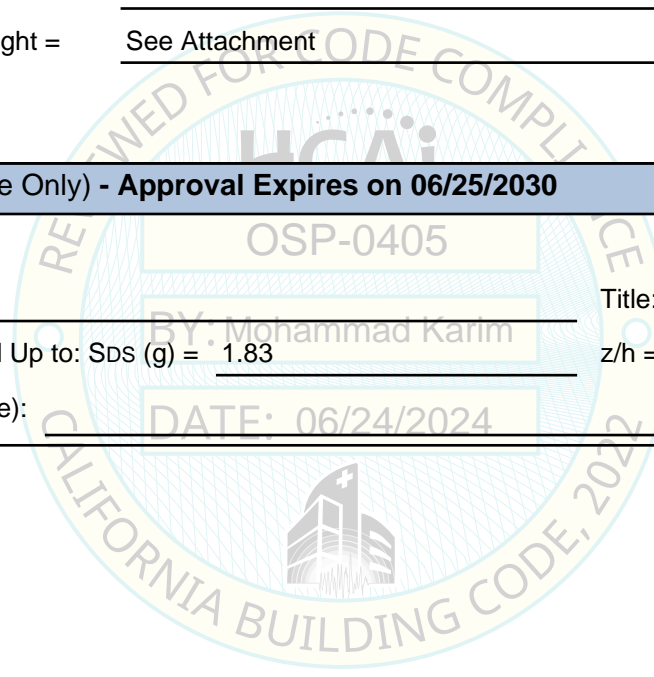 ght = See Attachment
REVIEWED FOR CODE COMPLIANCE
HCAi
e Only) - Approval Expires on 06/25/2030
OSP-0405
Title:
BY: Mohammad Karim
l Up to: SDS (g) = 1.83 z/h =
e):
DATE: 06/24/2024
CALIFORNIA BUILDING CODE, 2022